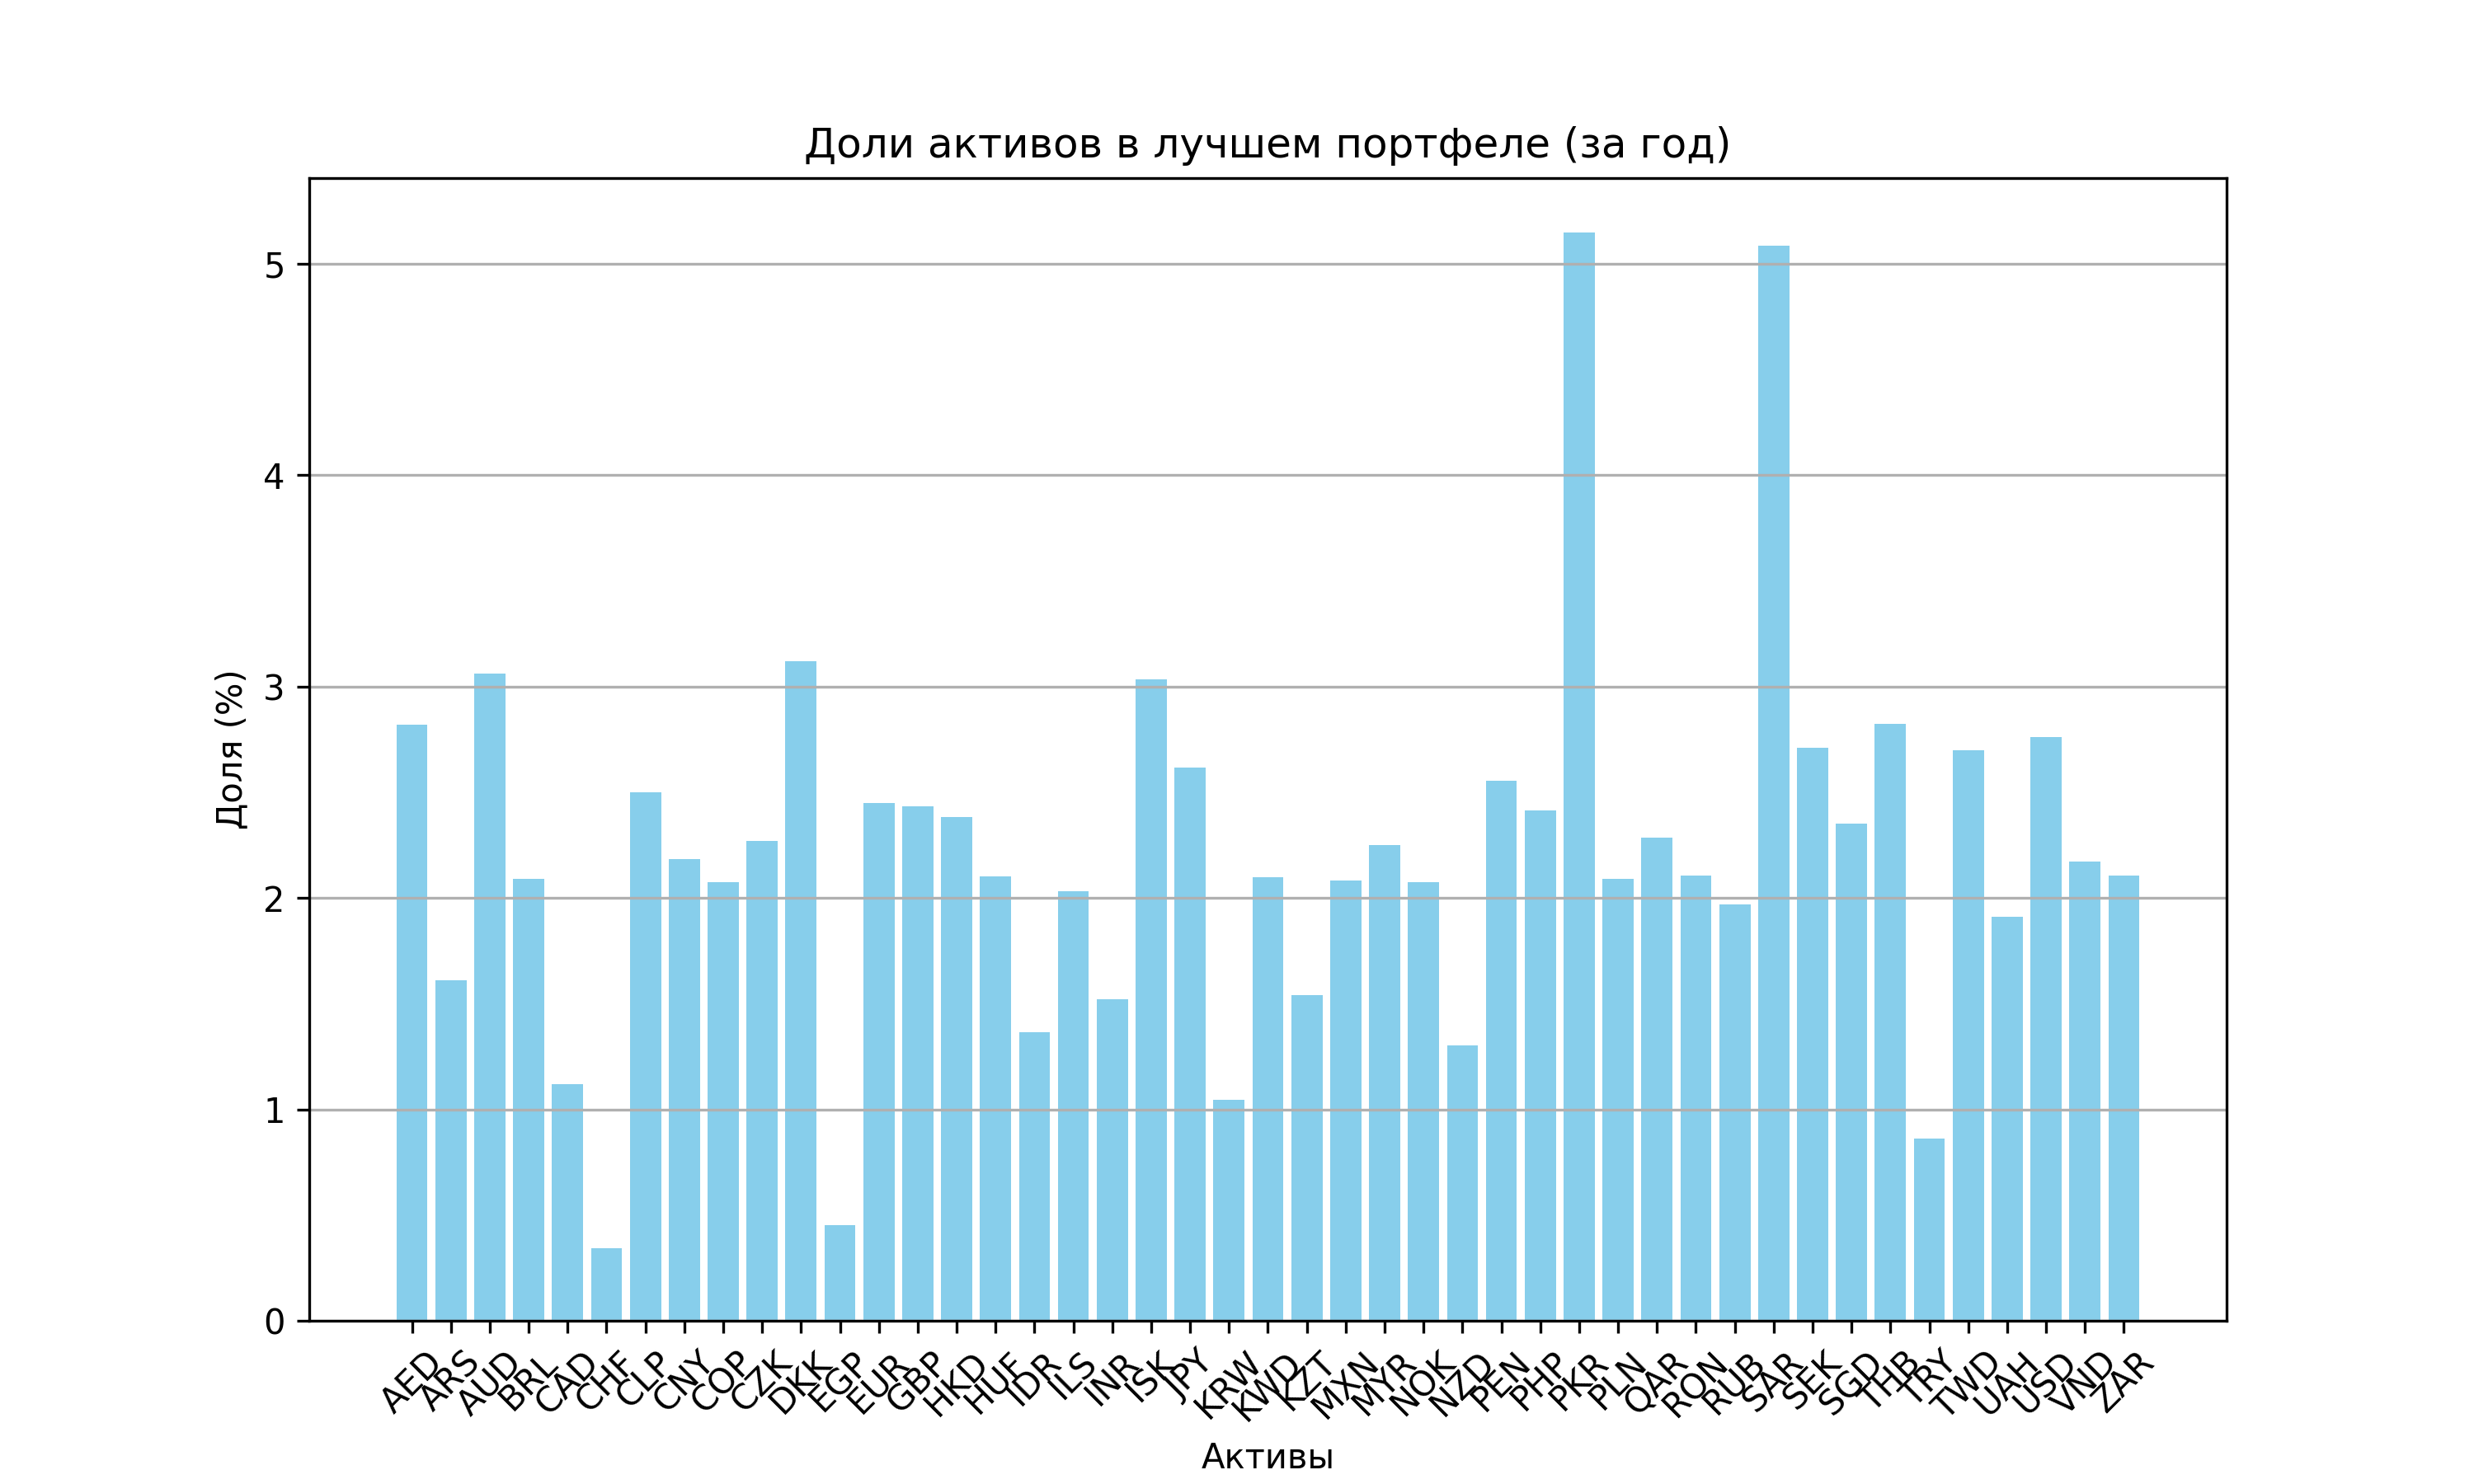 Доли активов в лучшем портфеле (за год)
Доля (%)
5
4
3
2
1
0
AED ARS AUD BRL CAD CHF CLP CNY COP CZK DKK EGP EUR GBP HKD HUF IDR ILS INR ISK JPY KRW KWD KZT MXN MYR NOK NZD PEN PHP PKR PLN QAR RON RUB SAR SEK SGD THB TRY TWD UAH USD VND ZAR
Активы